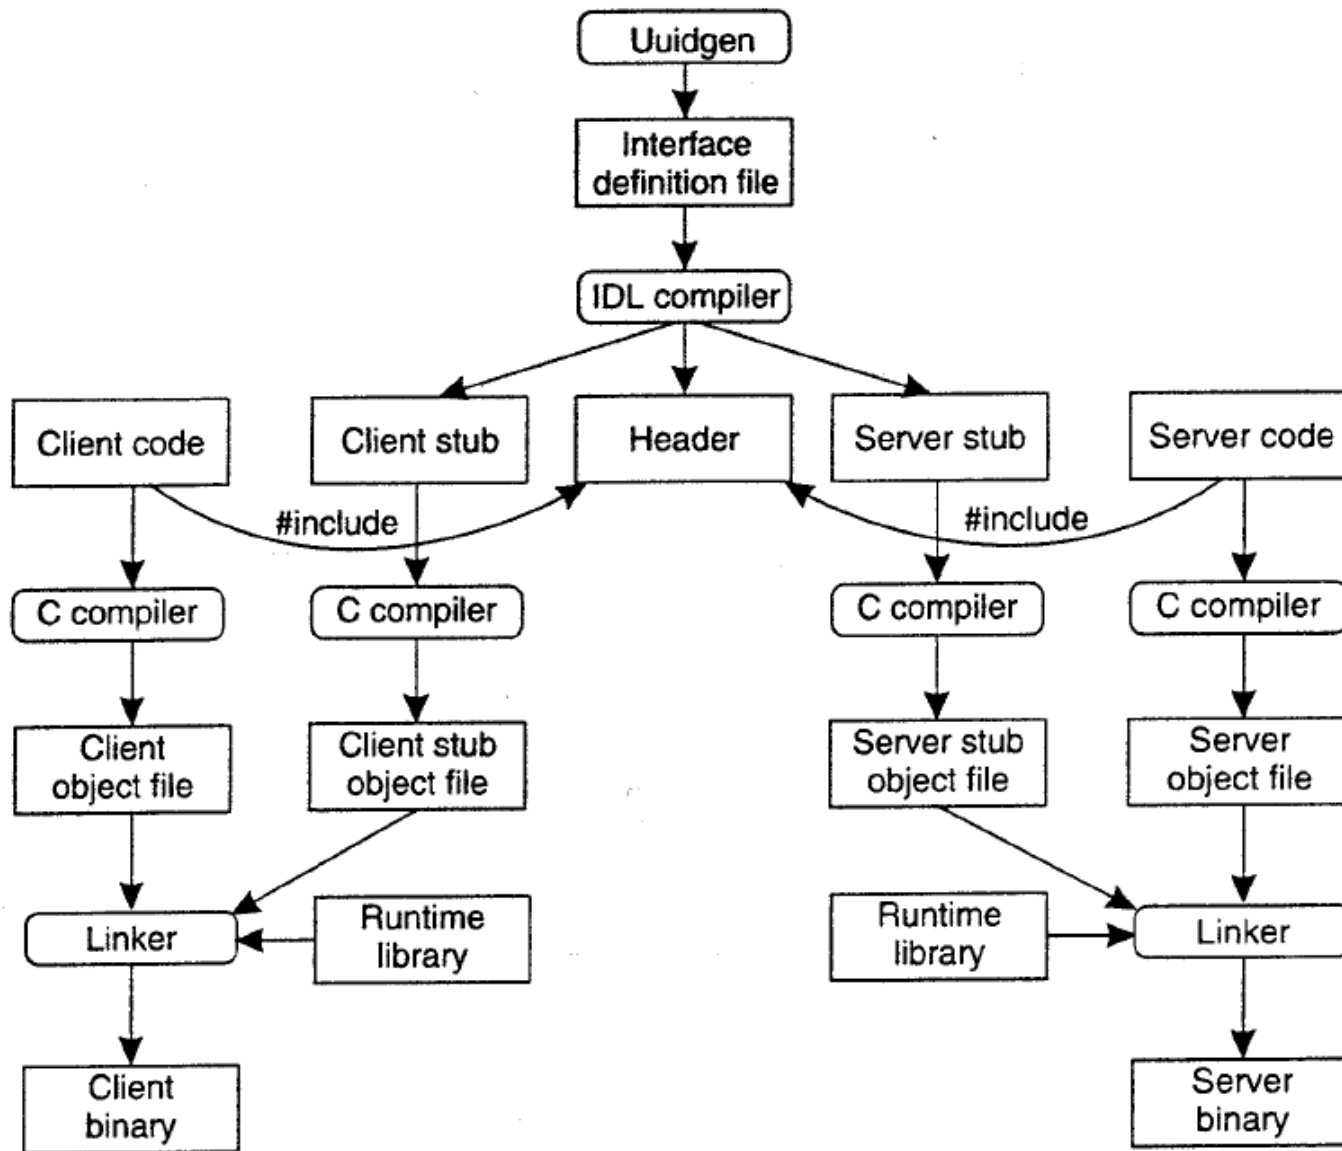 Uuidgen
Interface
definition file
IDL compiler
Client code
Client stub
Header
Server stub
Server code
#include
#include
C compiler
C compiler
C compiler
C compiler
Client
object file
Client stub
object file
Server stub
object file
Server
object file
Linker
Runtime
library
Runtime
library
Linker
Client
binary
Server
binary